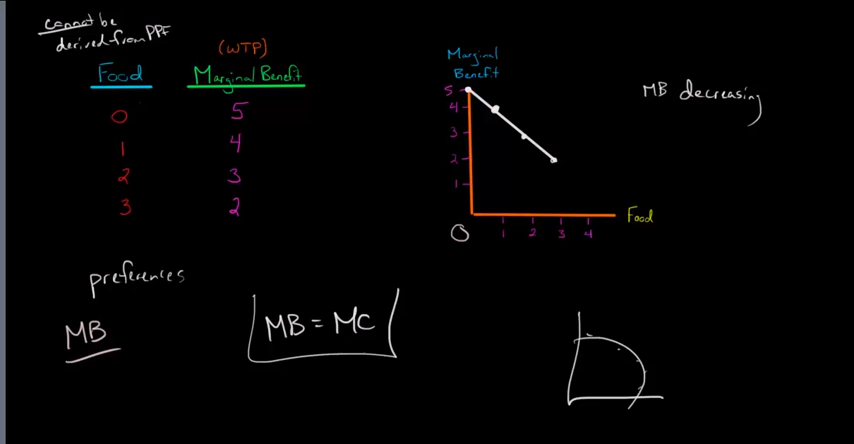 cannot be
derived from PPF
(WTP)
Food Marginal Benefit
0 5
1 4
2 3
3 2
Marginal
Benefit
5
4
3
2
1
0
1 2 3 4
Food
MB decreasing
preferences
MB
MB = MC